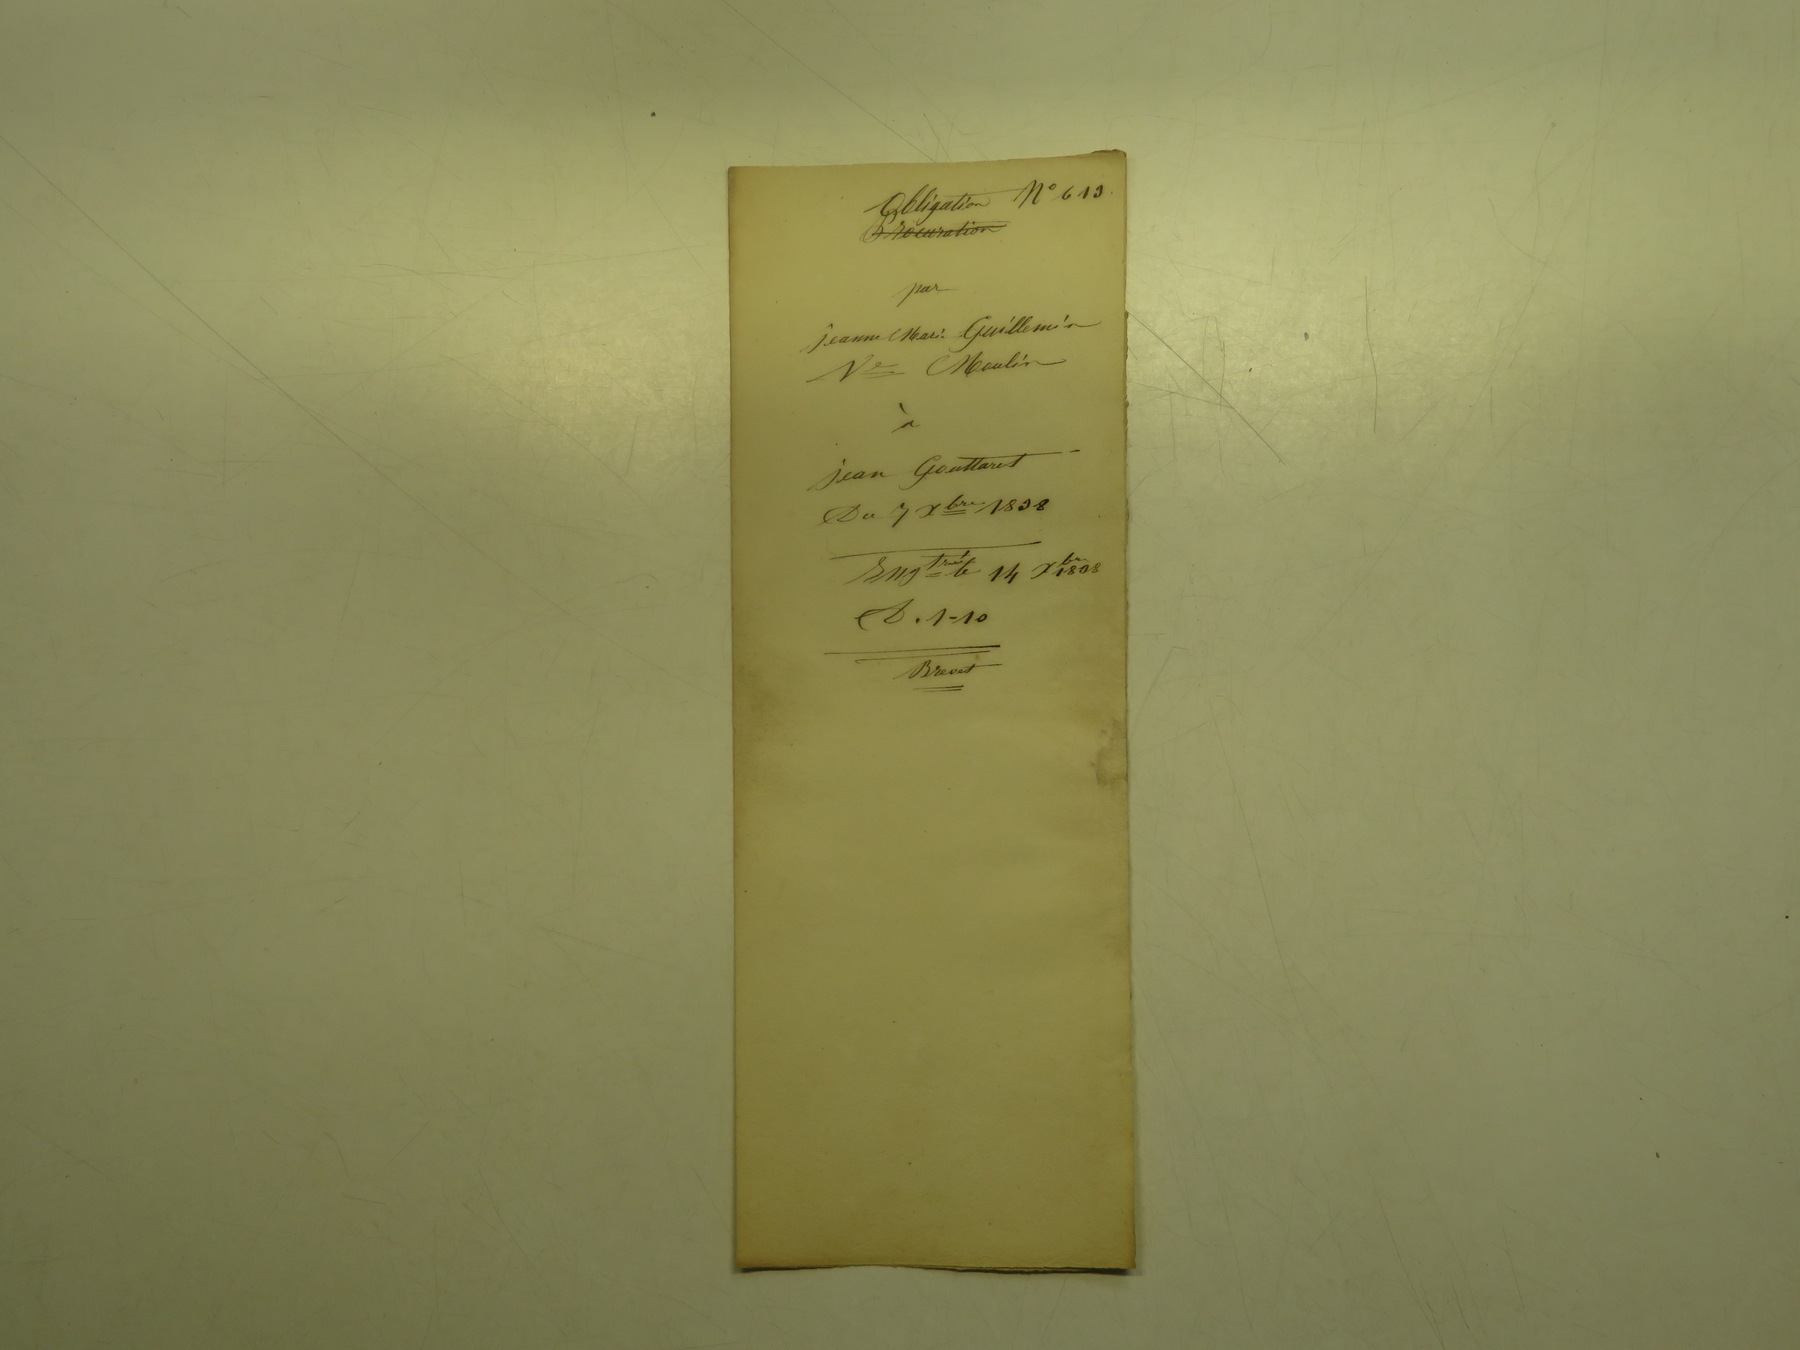 Obligation N° 613.
Procuration
par
jeanne Marie Guillemin
Ve Moulin
à
jean Gouttaret
Du 7 Xbre 1838
Engtrée le 14 Xbre 1838
D. 1-10
Brevet